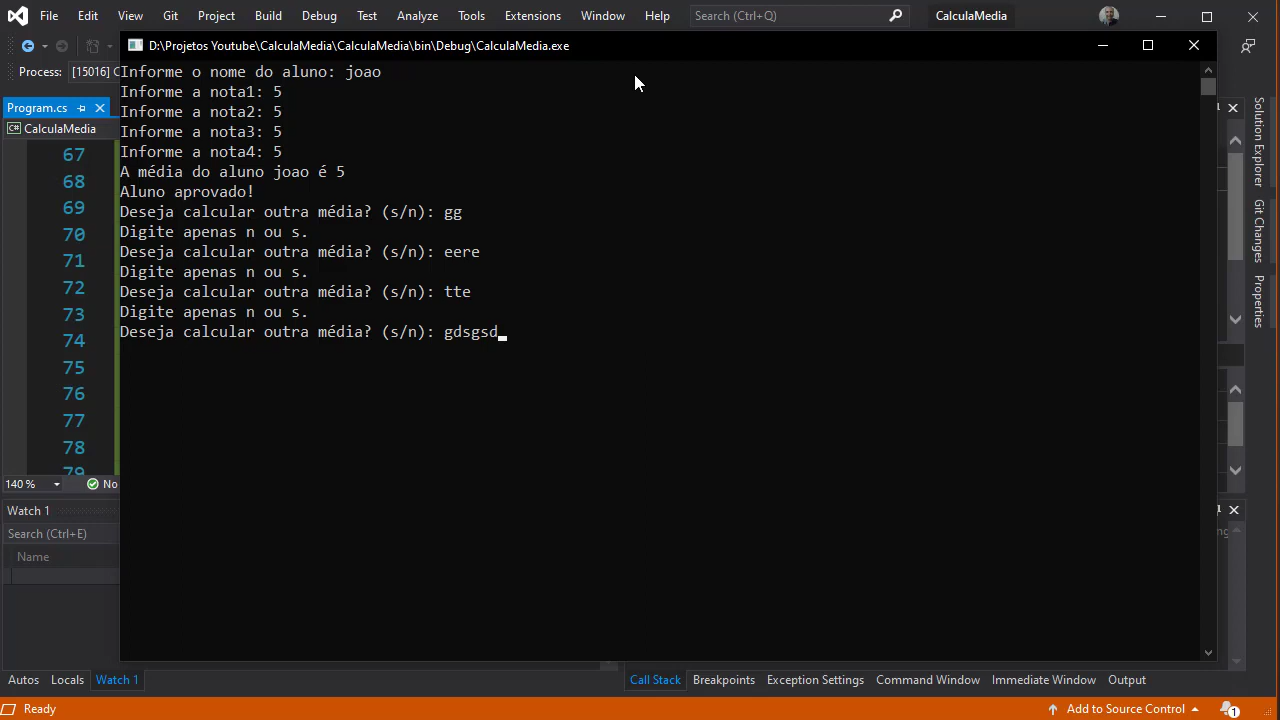 File Edit View Git Project Build Debug Test Analyze Tools Extensions Window Help Search (Ctrl+Q) CalculaMedia
D:\Projetos Youtube\CalculaMedia\CalculaMedia\bin\Debug\CalculaMedia.exe
Process: [15016] C
Program.cs
CalculaMedia
Informe o nome do aluno: joao
Informe a nota1: 5
Informe a nota2: 5
Informe a nota3: 5
Informe a nota4: 5
A média do aluno joao é 5
Aluno aprovado!
Deseja calcular outra média? (s/n): gg
Digite apenas n ou s.
Deseja calcular outra média? (s/n): eere
Digite apenas n ou s.
Deseja calcular outra média? (s/n): tte
Digite apenas n ou s.
Deseja calcular outra média? (s/n): gdsgsd
67
68
69
70
71
72
73
74
75
76
77
78
79
140 % No
Watch 1
Search (Ctrl+E)
Name
Solution Explorer
Git Changes
Properties
Autos Locals Watch 1
Call Stack Breakpoints Exception Settings Command Window Immediate Window Output
Ready Add to Source Control 1